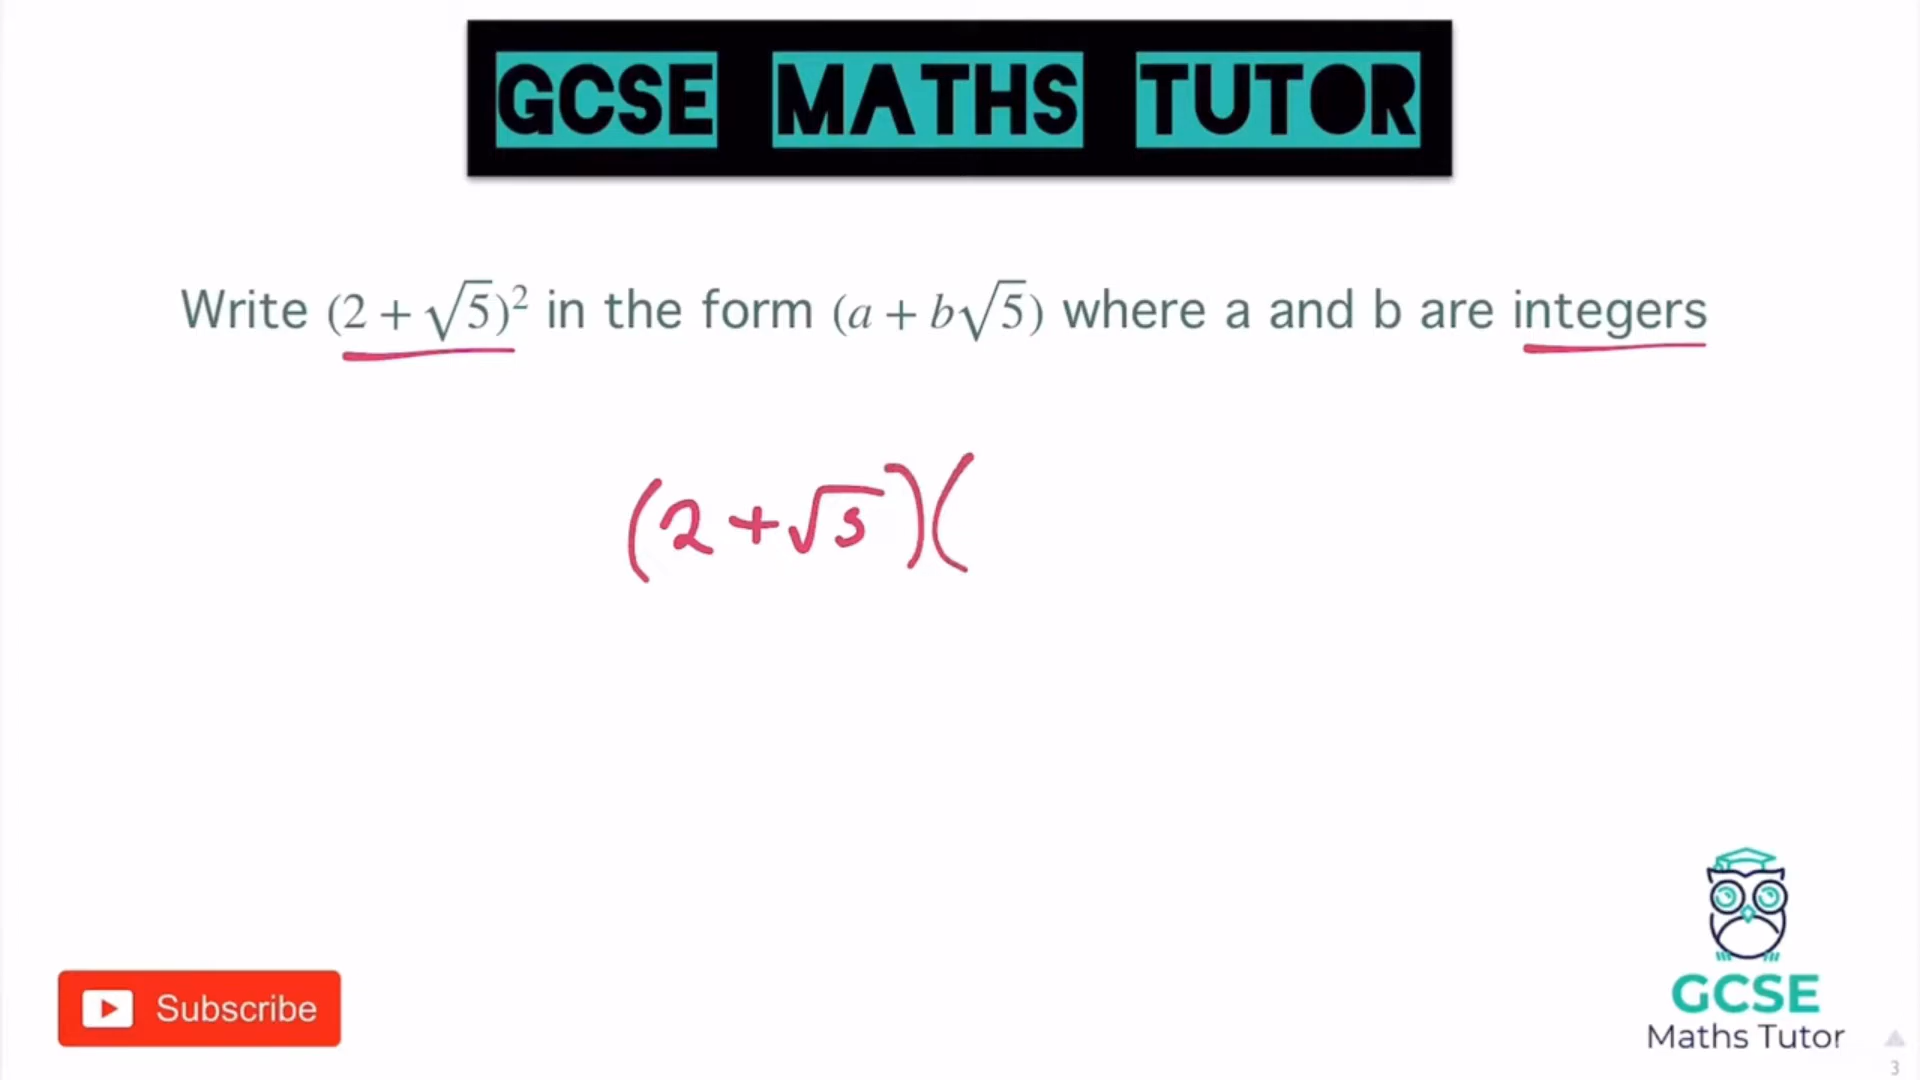 GCSE MATHS TUTOR
Write (2 + √5)² in the form (a + b√5) where a and b are integers
(2 + √5)(
Subscribe
GCSE
Maths Tutor
3